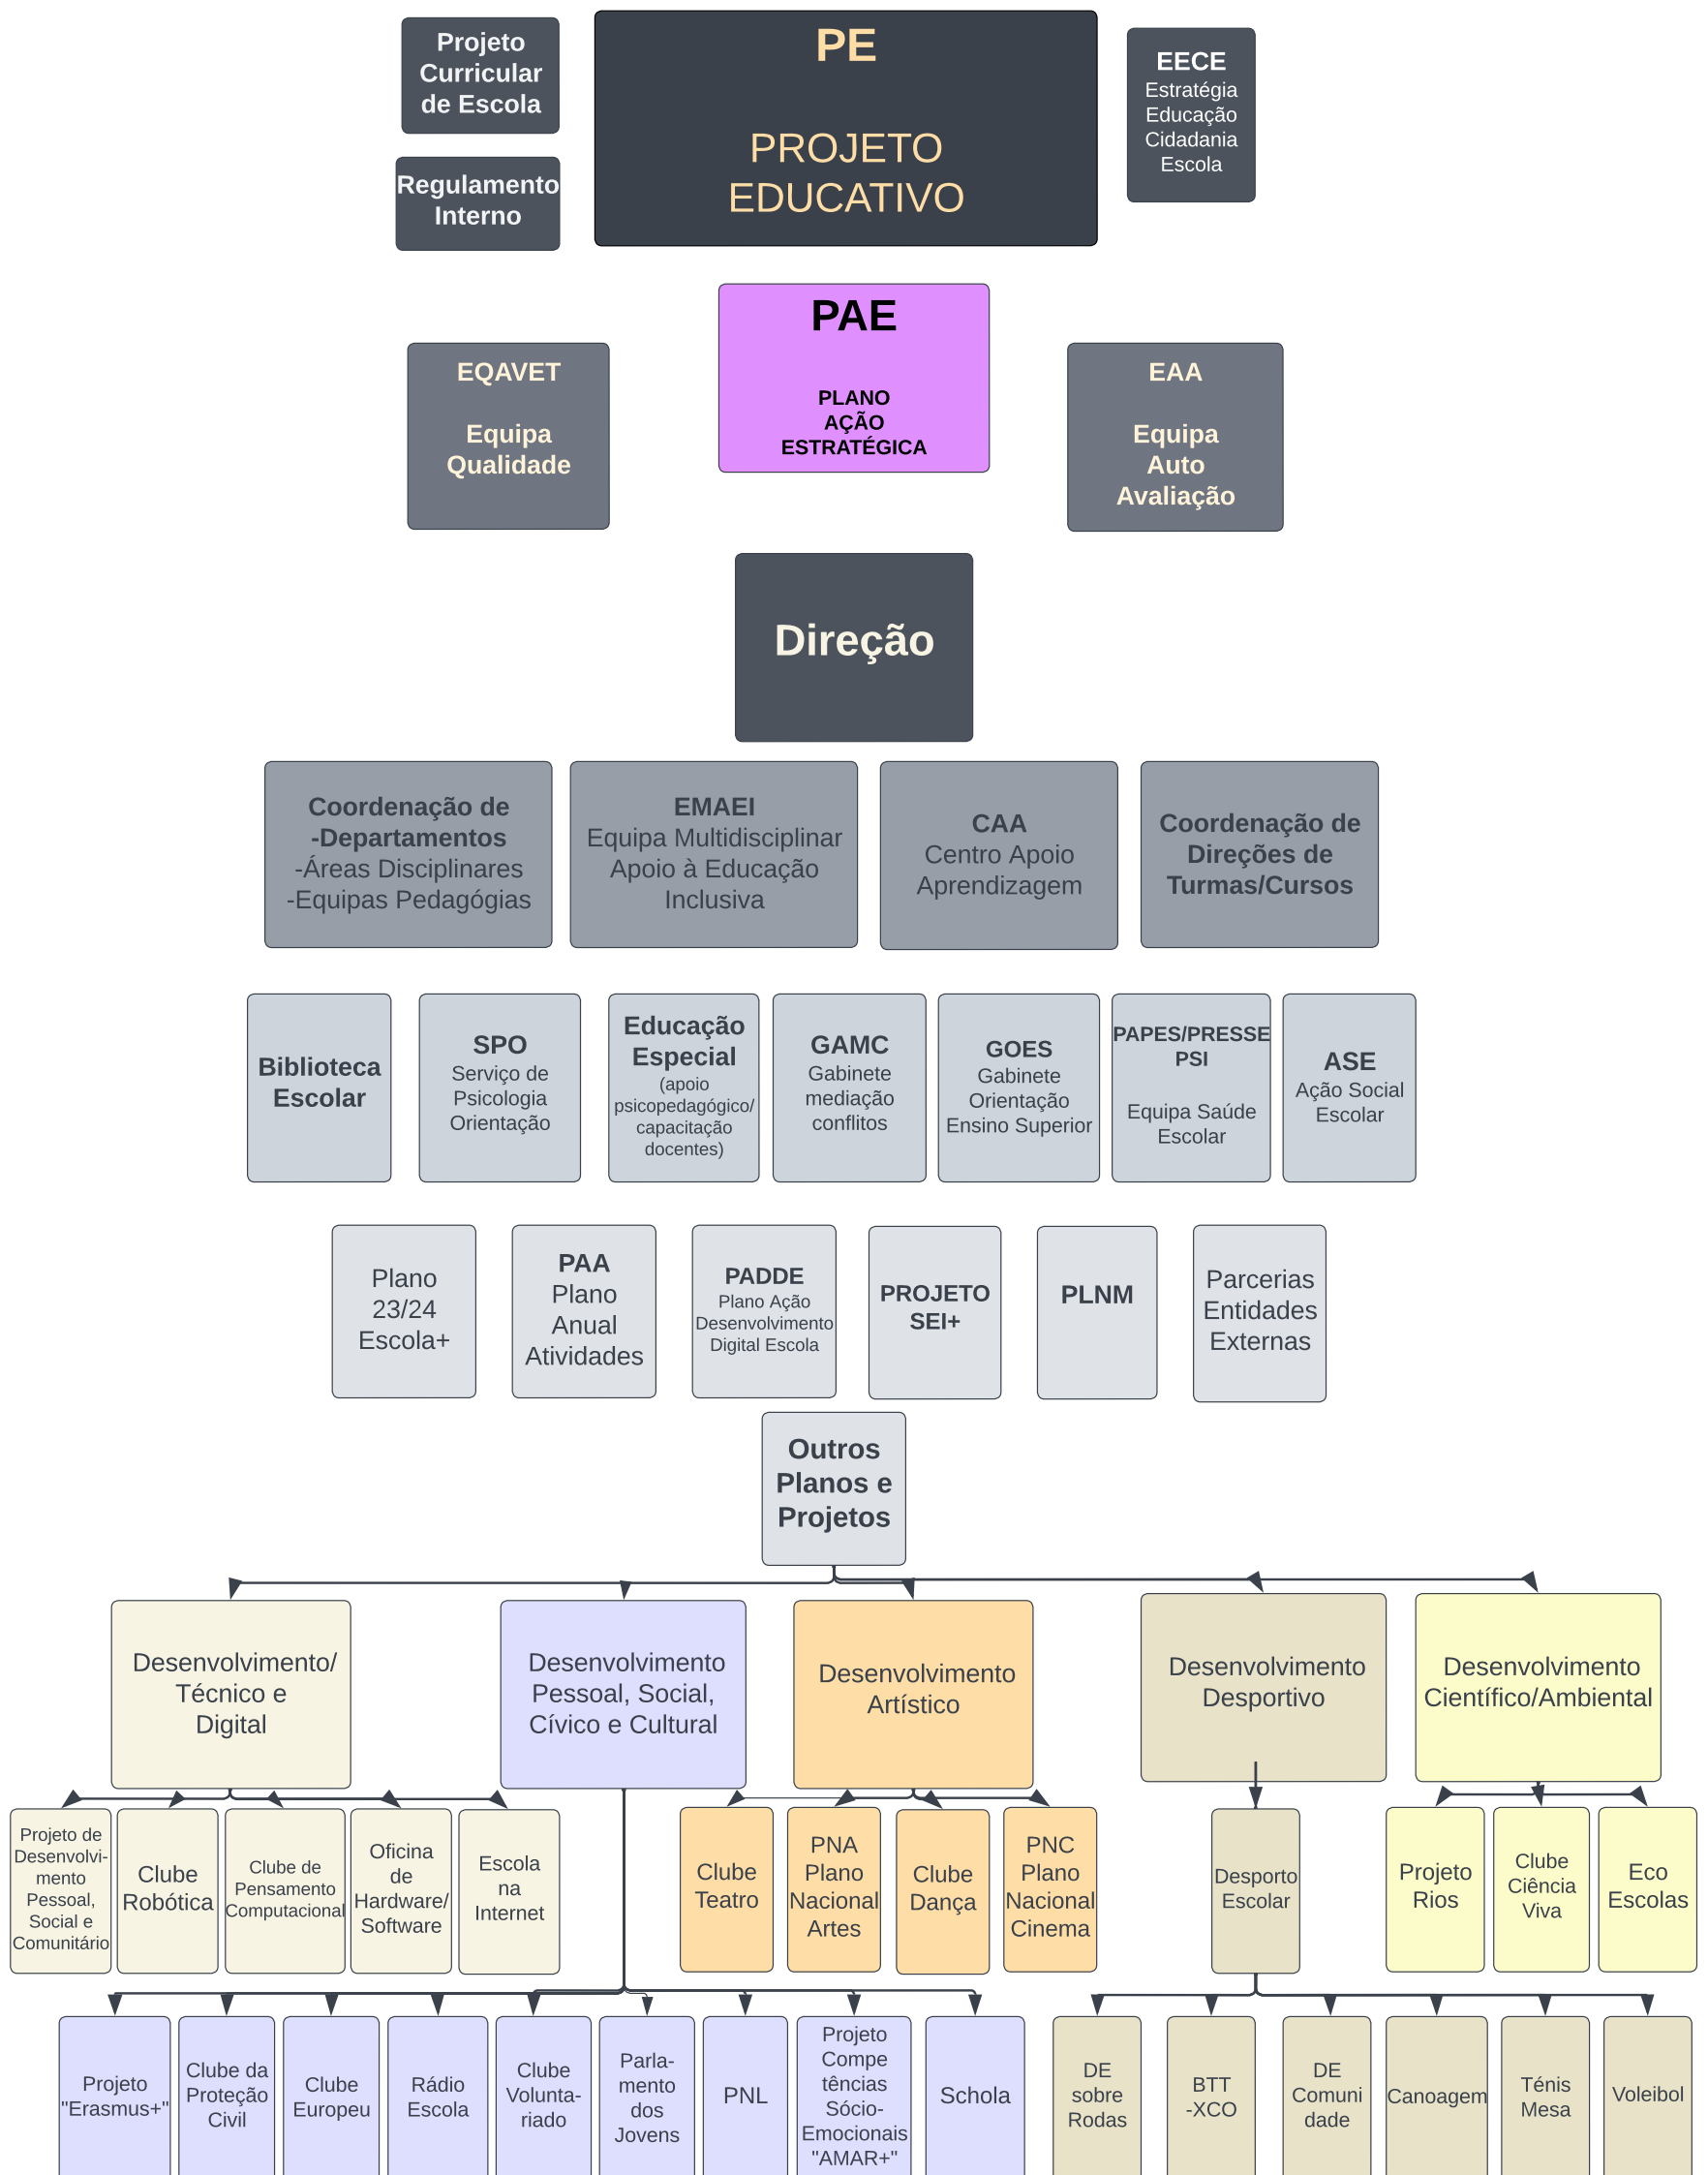 Projeto
Curricular
de Escola
Regulamento
Interno
PE
PROJETO
EDUCATIVO
EECE
Estratégia
Educação
Cidadania
Escola
PAE
PLANO
AÇÃO
ESTRATÉGICA
EQAVET
Equipa
Qualidade
EAA
Equipa
Auto
Avaliação
Direção
Coordenação de
-Departamentos
-Áreas Disciplinares
-Equipas Pedagógias
EMAEI
Equipa Multidisciplinar
Apoio à Educação
Inclusiva
CAA
Centro Apoio
Aprendizagem
Coordenação de
Direções de
Turmas/Cursos
Biblioteca
Escolar
SPO
Serviço de
Psicologia
Orientação
Educação
Especial
(apoio
psicopedagógico/
capacitação
docentes)
GAMC
Gabinete
mediação
conflitos
GOES
Gabinete
Orientação
Ensino Superior
PAPES/PRESSE
PSI
Equipa Saúde
Escolar
ASE
Ação Social
Escolar
Plano
23/24
Escola+
PAA
Plano
Anual
Atividades
PADDE
Plano Ação
Desenvolvimento
Digital Escola
PROJETO
SEI+
PLNM
Parcerias
Entidades
Externas
Outros
Planos e
Projetos
Desenvolvimento/
Técnico e
Digital
Desenvolvimento
Pessoal, Social,
Cívico e Cultural
Desenvolvimento
Artístico
Desenvolvimento
Desportivo
Desenvolvimento
Científico/Ambiental
Projeto de
Desenvolvi-
mento
Pessoal,
Social e
Comunitário
Clube
Robótica
Clube de
Pensamento
Computacional
Oficina
de
Hardware/
Software
Escola
na
Internet
Clube
Teatro
PNA
Plano
Nacional
Artes
Clube
Dança
PNC
Plano
Nacional
Cinema
Desporto
Escolar
Projeto
Rios
Clube
Ciência
Viva
Eco
Escolas
Projeto
"Erasmus+"
Clube da
Proteção
Civil
Clube
Europeu
Rádio
Escola
Clube
Volunta-
riado
Parla-
mento
dos
Jovens
PNL
Projeto
Compe
tências
Sócio-
Emocionais
"AMAR+"
Schola
DE
sobre
Rodas
BTT
-XCO
DE
Comuni
dade
Canoagem
Ténis
Mesa
Voleibol